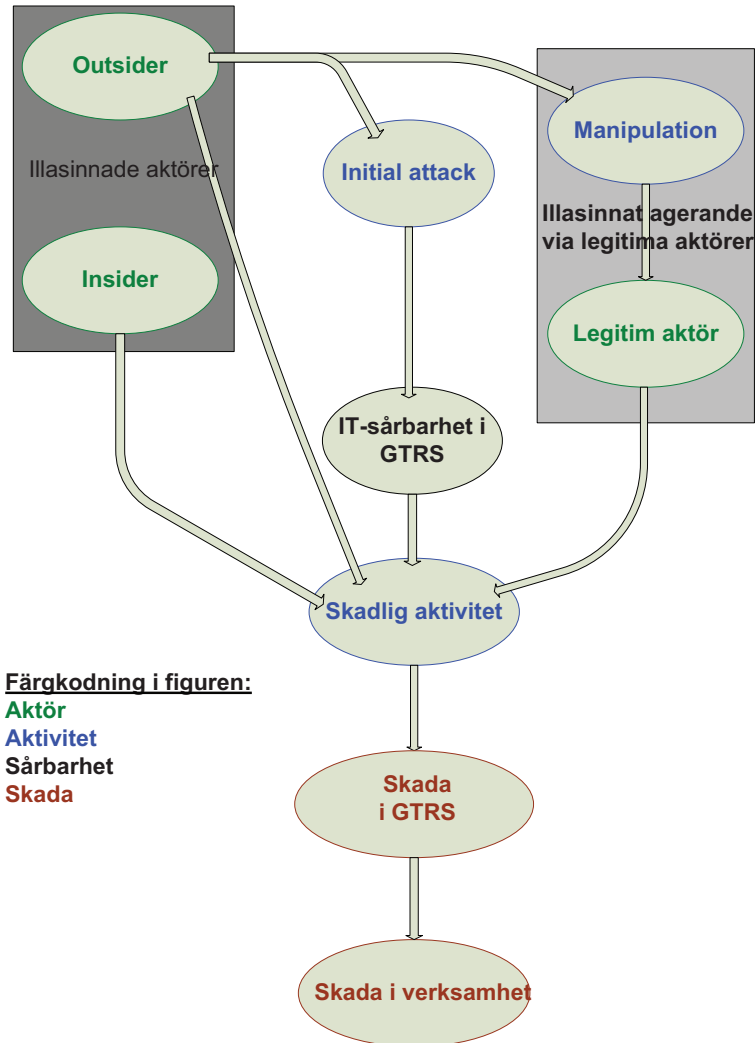 Outsider
Illasinnade aktörer
Insider
Initial attack
Manipulation
Illasinnat agerande
via legitima aktörer
Legitim aktör
IT-sårbarhet i
GTRS
Skadlig aktivitet
Färgkodning i figuren:
Aktör
Aktivitet
Sårbarhet
Skada
Skada
i GTRS
Skada i verksamhet